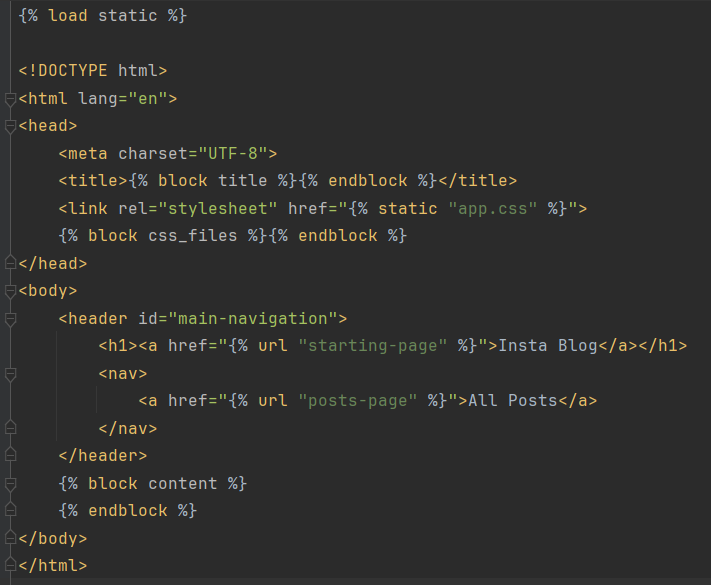 {% load static %}

<!DOCTYPE html>
<html lang="en">
<head>
    <meta charset="UTF-8">
    <title>{% block title %}{% endblock %}</title>
    <link rel="stylesheet" href="{% static "app.css" %}">
    {% block css_files %}{% endblock %}
</head>
<body>
    <header id="main-navigation">
        <h1><a href="{% url "starting-page" %}">Insta Blog</a></h1>
        <nav>
            <a href="{% url "posts-page" %}">All Posts</a>
        </nav>
    </header>
    {% block content %}
    {% endblock %}
</body>
</html>